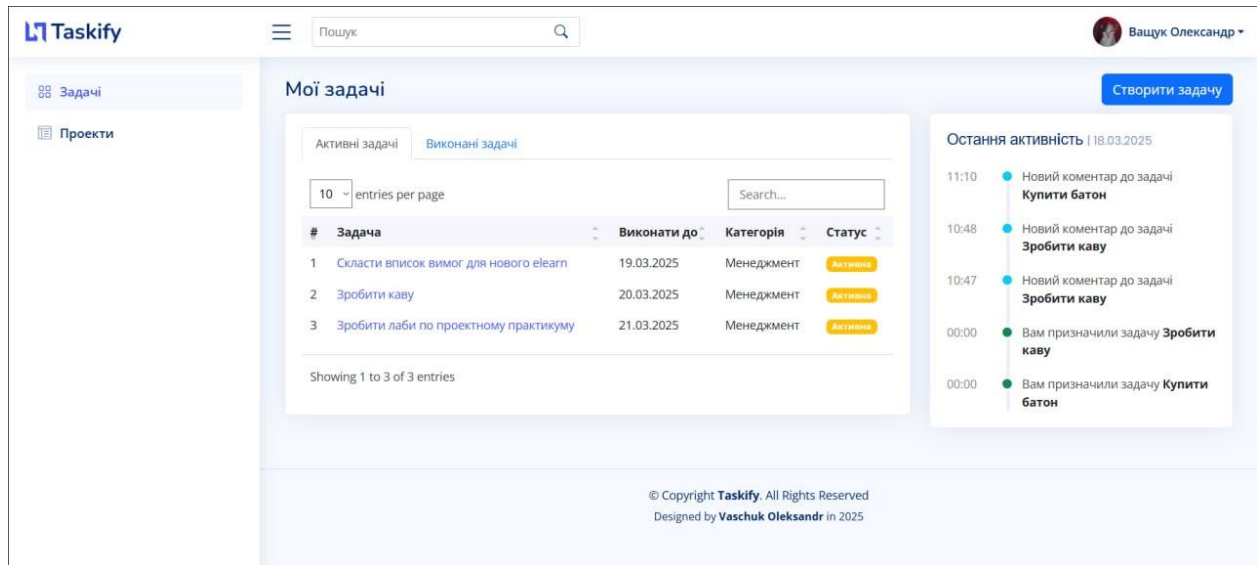 Taskify
Пошук
Ващук Олександр
Задачі
Проекти
Мої задачі
Створити задачу
Активні задачі Виконані задачі
10 entries per page
Search...
# Задача Виконати до Категорія Статус
1 Скласти вписок вимог для нового elearn 19.03.2025 Менеджмент Активна
2 Зробити каву 20.03.2025 Менеджмент Активна
3 Зробити лаби по проектному практикуму 21.03.2025 Менеджмент Активна
Showing 1 to 3 of 3 entries
Остання активність | 18.03.2025
11:10 Новий коментар до задачі
Купити батон
10:48 Новий коментар до задачі
Зробити каву
10:47 Новий коментар до задачі
Зробити каву
00:00 Вам призначили задачу Зробити
каву
00:00 Вам призначили задачу Купити
батон
© Copyright Taskify. All Rights Reserved
Designed by Vaschuk Oleksandr in 2025